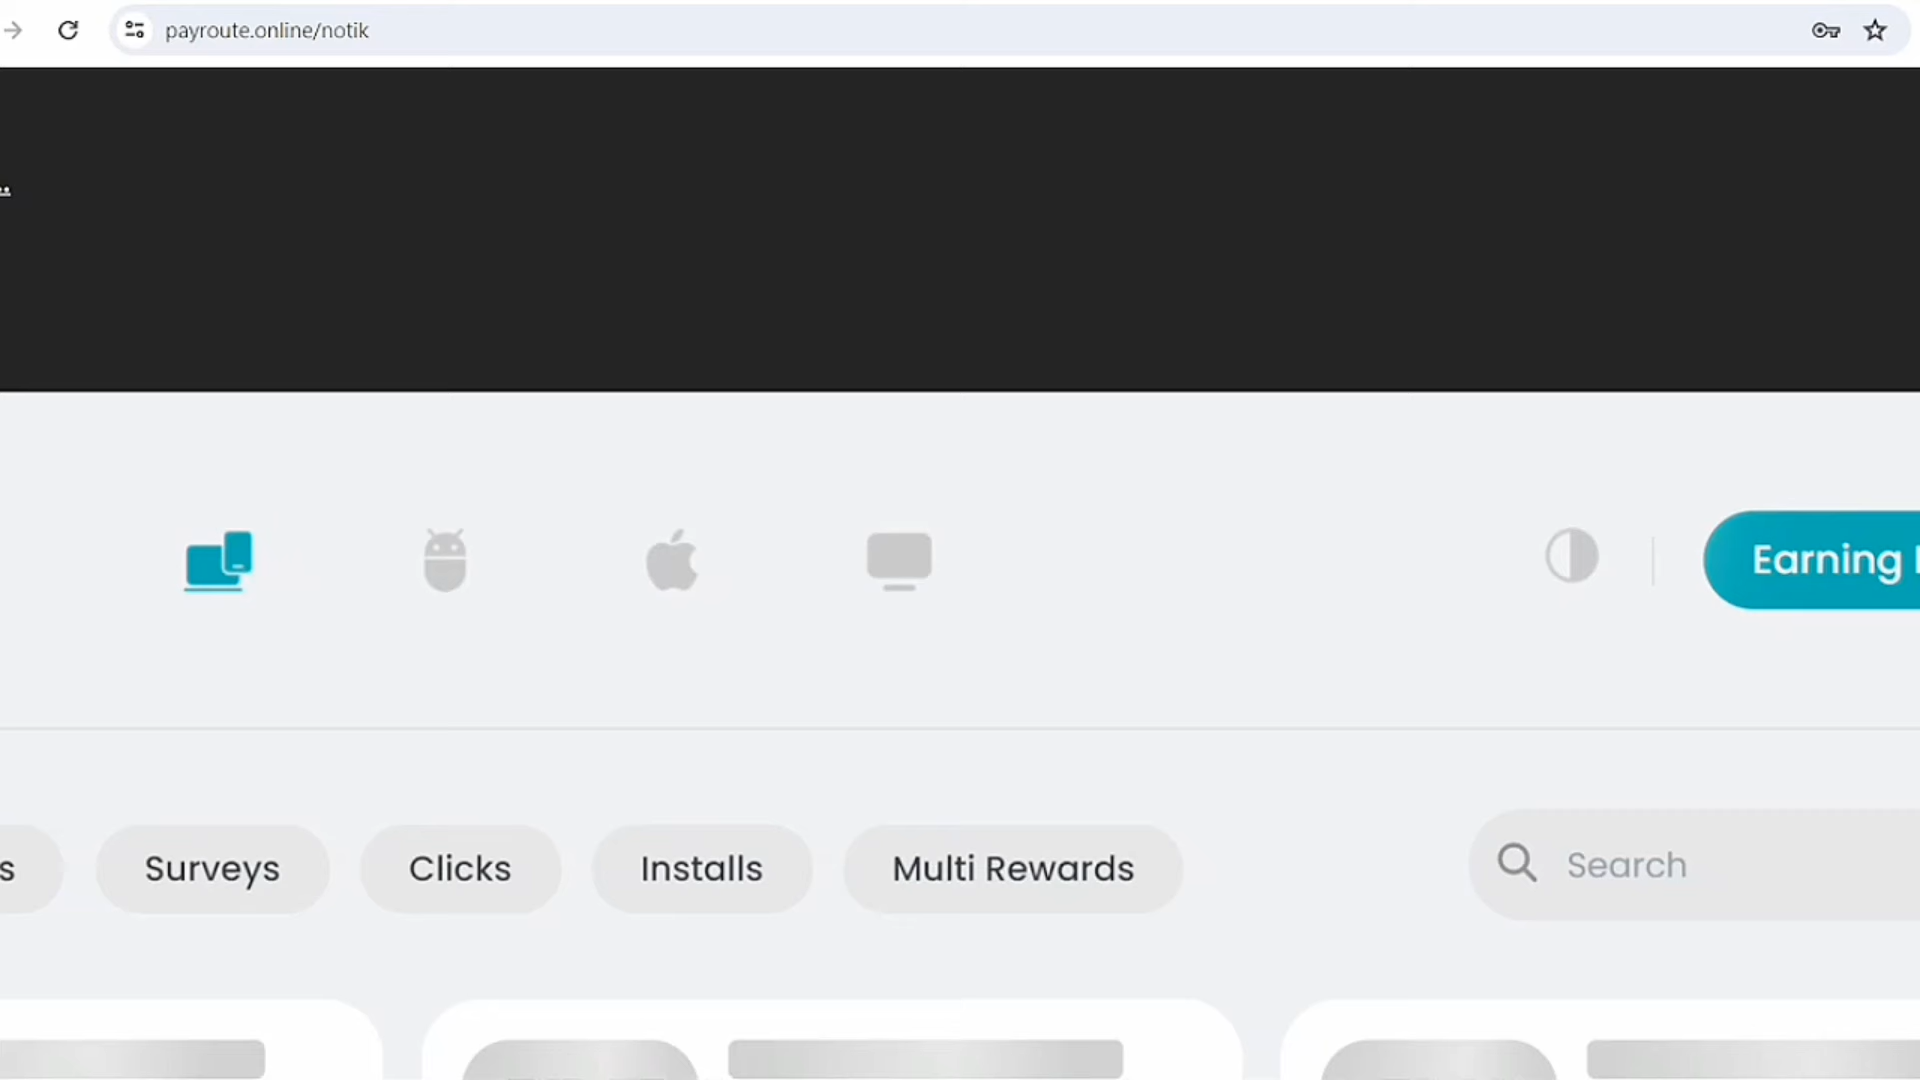 payroute.online/notik
Earning
s
Surveys
Clicks
Installs
Multi Rewards
Search